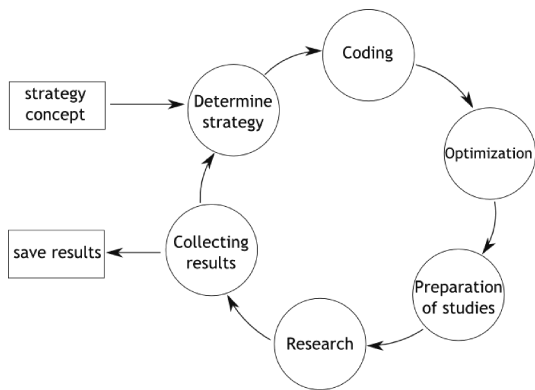 strategy
concept
Determine
strategy
Coding
Optimization
Preparation
of studies
Research
Collecting
results
save results